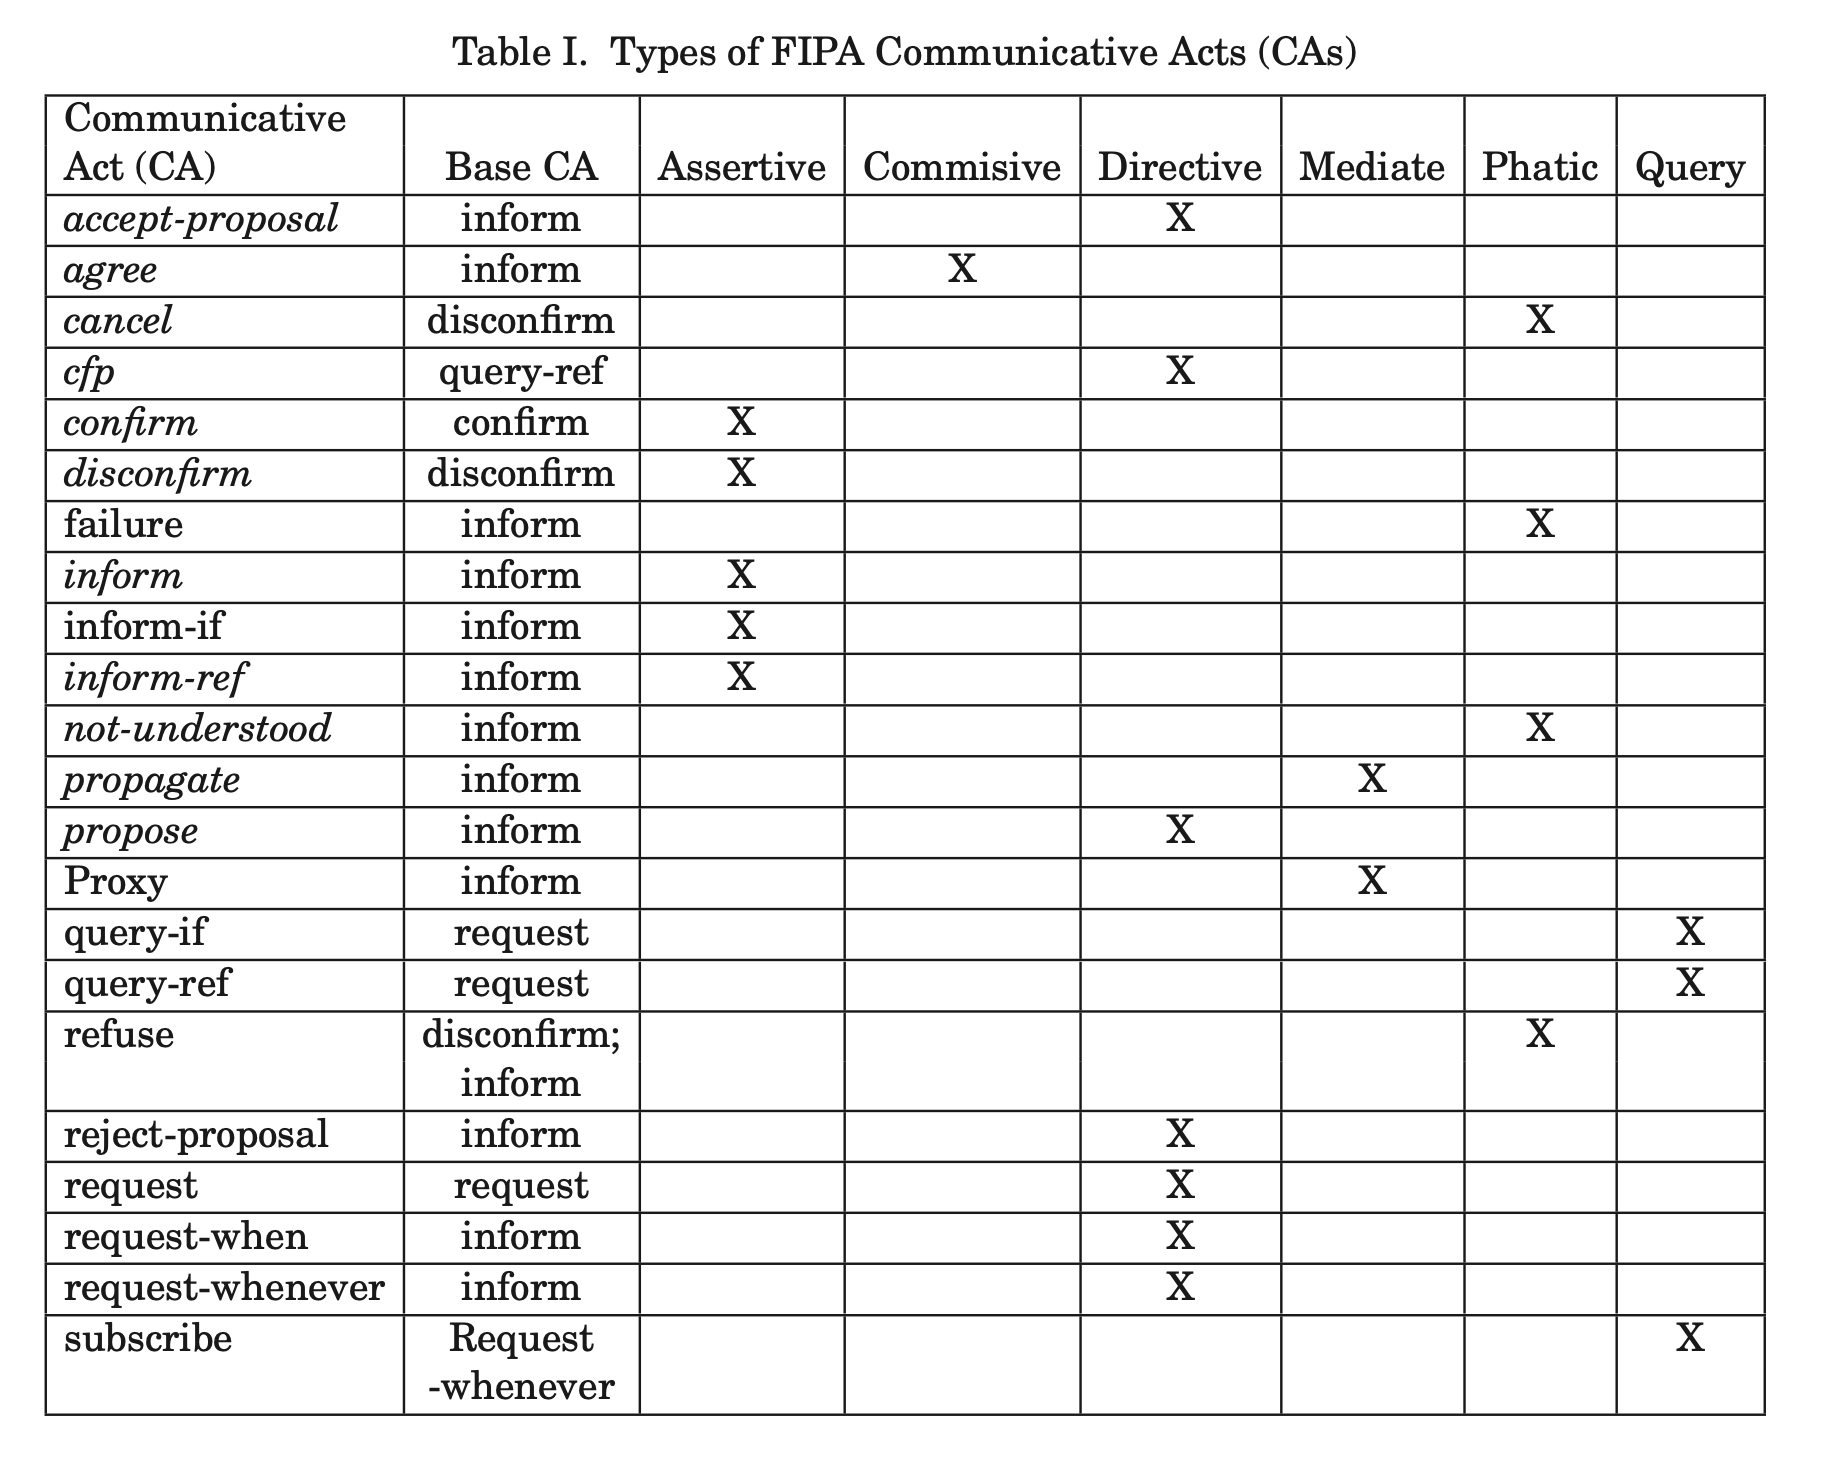 Table I. Types of FIPA Communicative Acts (CAs)
Communicative
Act (CA) Base CA Assertive Commisive Directive Mediate Phatic Query
accept-proposal inform X
agree inform X
cancel disconfirm X
cfp query-ref X
confirm confirm X
disconfirm disconfirm X
failure inform X
inform inform X
inform-if inform X
inform-ref inform X
not-understood inform X
propagate inform X
propose inform X
Proxy inform X
query-if request X
query-ref request X
refuse disconfirm; X
inform
reject-proposal inform X
request request X
request-when inform X
request-whenever inform X
subscribe Request X
-whenever